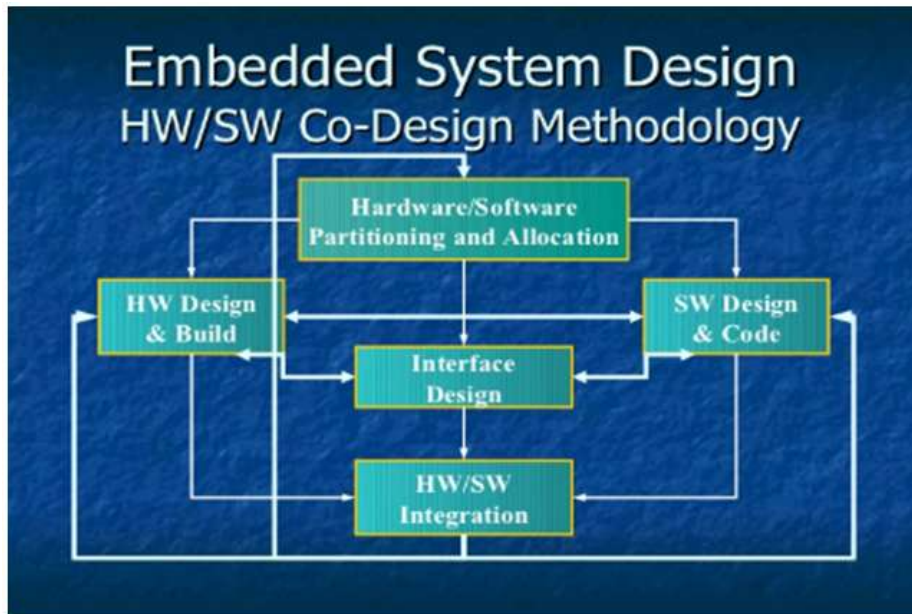 Embedded System Design
HW/SW Co-Design Methodology
Hardware/Software
Partitioning and Allocation
HW Design
& Build
SW Design
& Code
Interface
Design
HW/SW
Integration